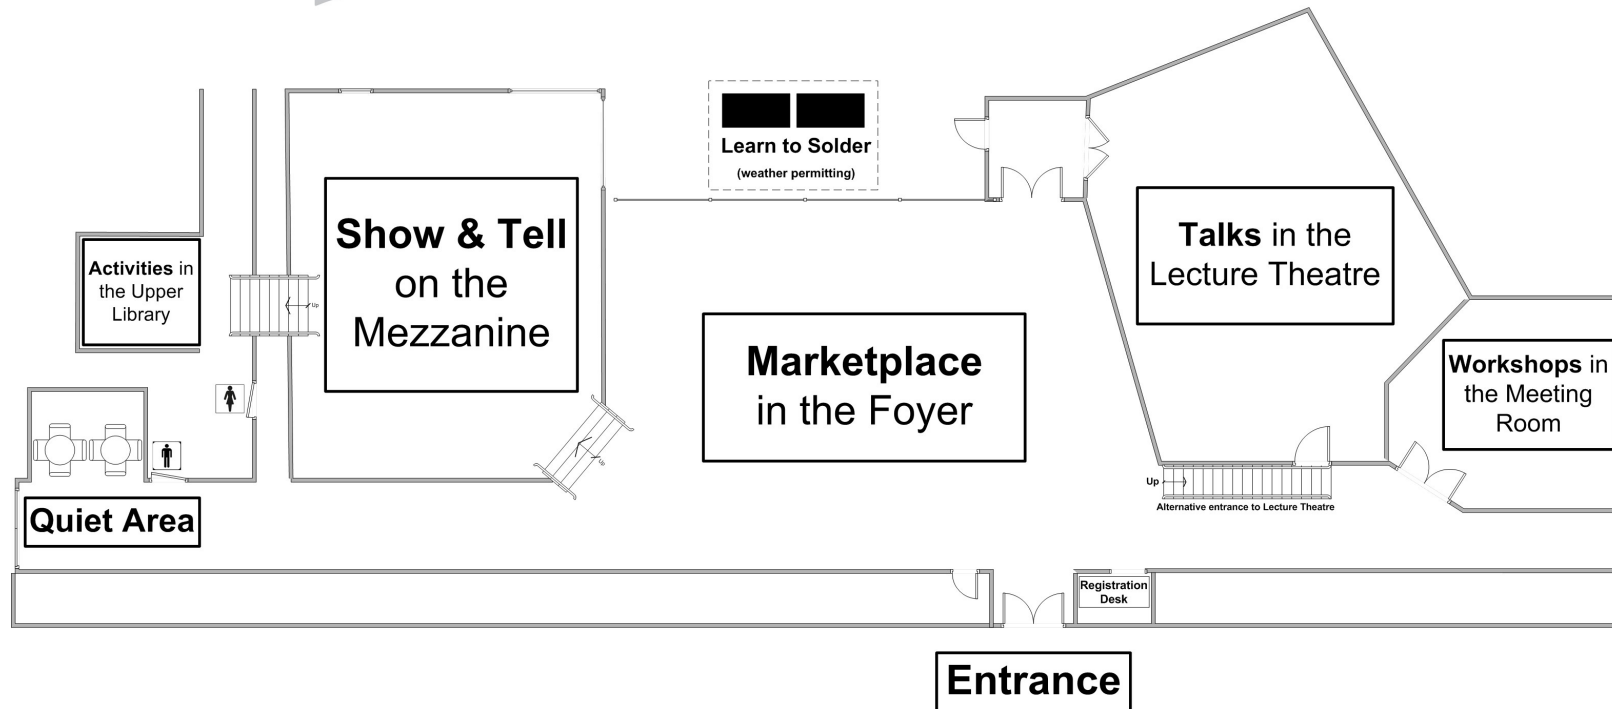 Learn to Solder
(weather permitting)
Show & Tell
on the
Mezzanine
Up
Activities in
the Upper
Library
Talks in the
Lecture Theatre
Marketplace
in the Foyer
Workshops in
the Meeting
Room
Up
Up
Alternative entrance to Lecture Theatre
Quiet Area
Registration
Desk
Entrance